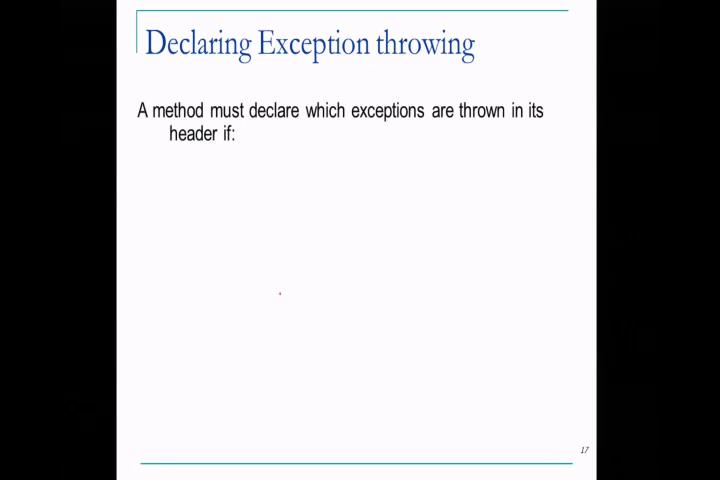 Declaring Exception throwing
A method must declare which exceptions are thrown in its
header if:
17